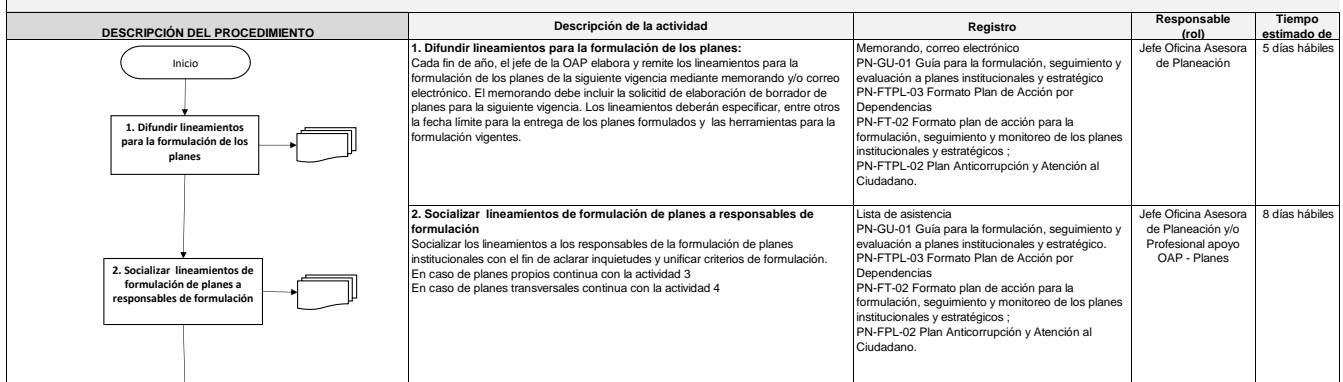 DESCRIPCIÓN DEL PROCEDIMIENTO
Descripción de la actividad
Registro
Responsable
(rol)
Tiempo
estimado de
Inicio
1. Difundir lineamientos
para la formulación de los
planes
1. Difundir lineamientos para la formulación de los planes:
Cada fin de año, el jefe de la OAP elabora y remite los lineamientos para la
formulación de los planes de la siguiente vigencia mediante memorando y/o correo
electrónico. El memorando debe incluir la solicitid de elaboración de borrador de
planes para la siguiente vigencia. Los lineamientos deberán especificar, entre otros
la fecha límite para la entrega de los planes formulados y las herramientas para la
formulación vigentes.
Memorando, correo electrónico
PN-GU-01 Guía para la formulación, seguimiento y
evaluación a planes institucionales y estratégico
PN-FTPL-03 Formato Plan de Acción por
Dependencias
PN-FT-02 Formato plan de acción para la
formulación, seguimiento y monitoreo de los planes
institucionales y estratégicos ;
PN-FTPL-02 Plan Anticorrupción y Atención al
Ciudadano.
Jefe Oficina Asesora
de Planeación
5 días hábiles
2. Socializar lineamientos de
formulación de planes a
responsables de formulación
2. Socializar lineamientos de formulación de planes a responsables de
formulación
Socializar los lineamientos a los responsables de la formulación de planes
institucionales con el fin de aclarar inquietudes y unificar criterios de formulación.
En caso de planes propios continua con la actividad 3
En caso de planes transversales continua con la actividad 4
Lista de asistencia
PN-GU-01 Guía para la formulación, seguimiento y
evaluación a planes institucionales y estratégico.
PN-FTPL-03 Formato Plan de Acción por
Dependencias
PN-FT-02 Formato plan de acción para la
formulación, seguimiento y monitoreo de los planes
institucionales y estratégicos ;
PN-FPL-02 Plan Anticorrupción y Atención al
Ciudadano.
Jefe Oficina Asesora
de Planeación y/o
Profesional apoyo
OAP - Planes
8 días hábiles